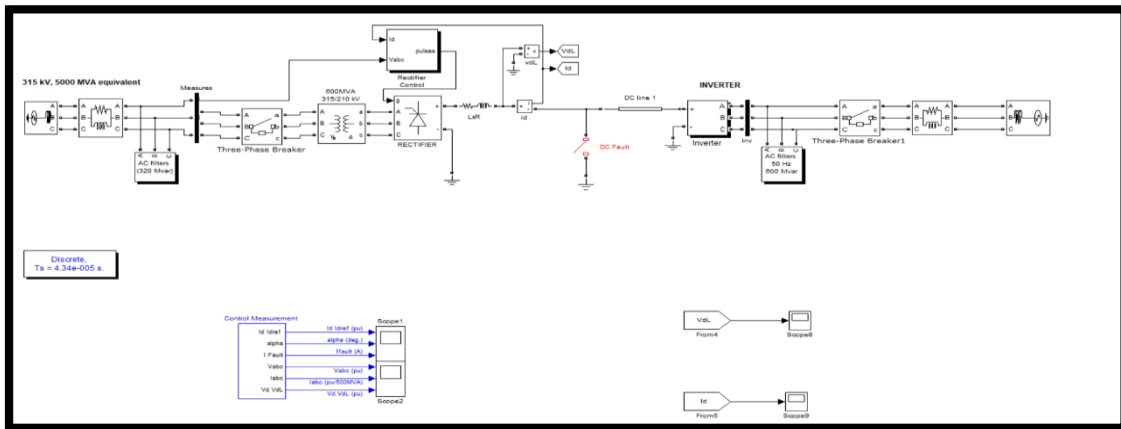 315 kV, 5000 MVA equivalent
A
B
C
A
B
C
A
B
C
A
B
C
AC filters
(320 Mvar)
Measures
A
B
C
a
b
c
Three-Phase Breaker
600MVA
315/210 kV
A
B
C
a
b
c
Id
Vabc
pulses
Rectifier
Control
g
A
B
C
+
-
RECTIFIER
LsR
+
-
v
vdL
VdL
Id
+
-
i
id
DC Fault
DC line 1
INVERTER
+
-
A
B
C
Inverter
Inv
A
B
C
AC filters
50 Hz
600 Mvar
A
B
C
a
b
c
Three-Phase Breaker1
A
B
C
A
B
C
A
B
C
Discrete,
Ts = 4.34e-005 s.
Control Measurement
Id Idref
alpha
I Fault
Vabc
Iabc
Vd VdL
Id Idref (pu)
alpha (deg.)
Ifault (A)
Vabc (pu)
Iabc (pu/500MVA)
Vd VdL (pu)
Scope1
Scope2
VdL
From4
Scope8
Id
From5
Scope9